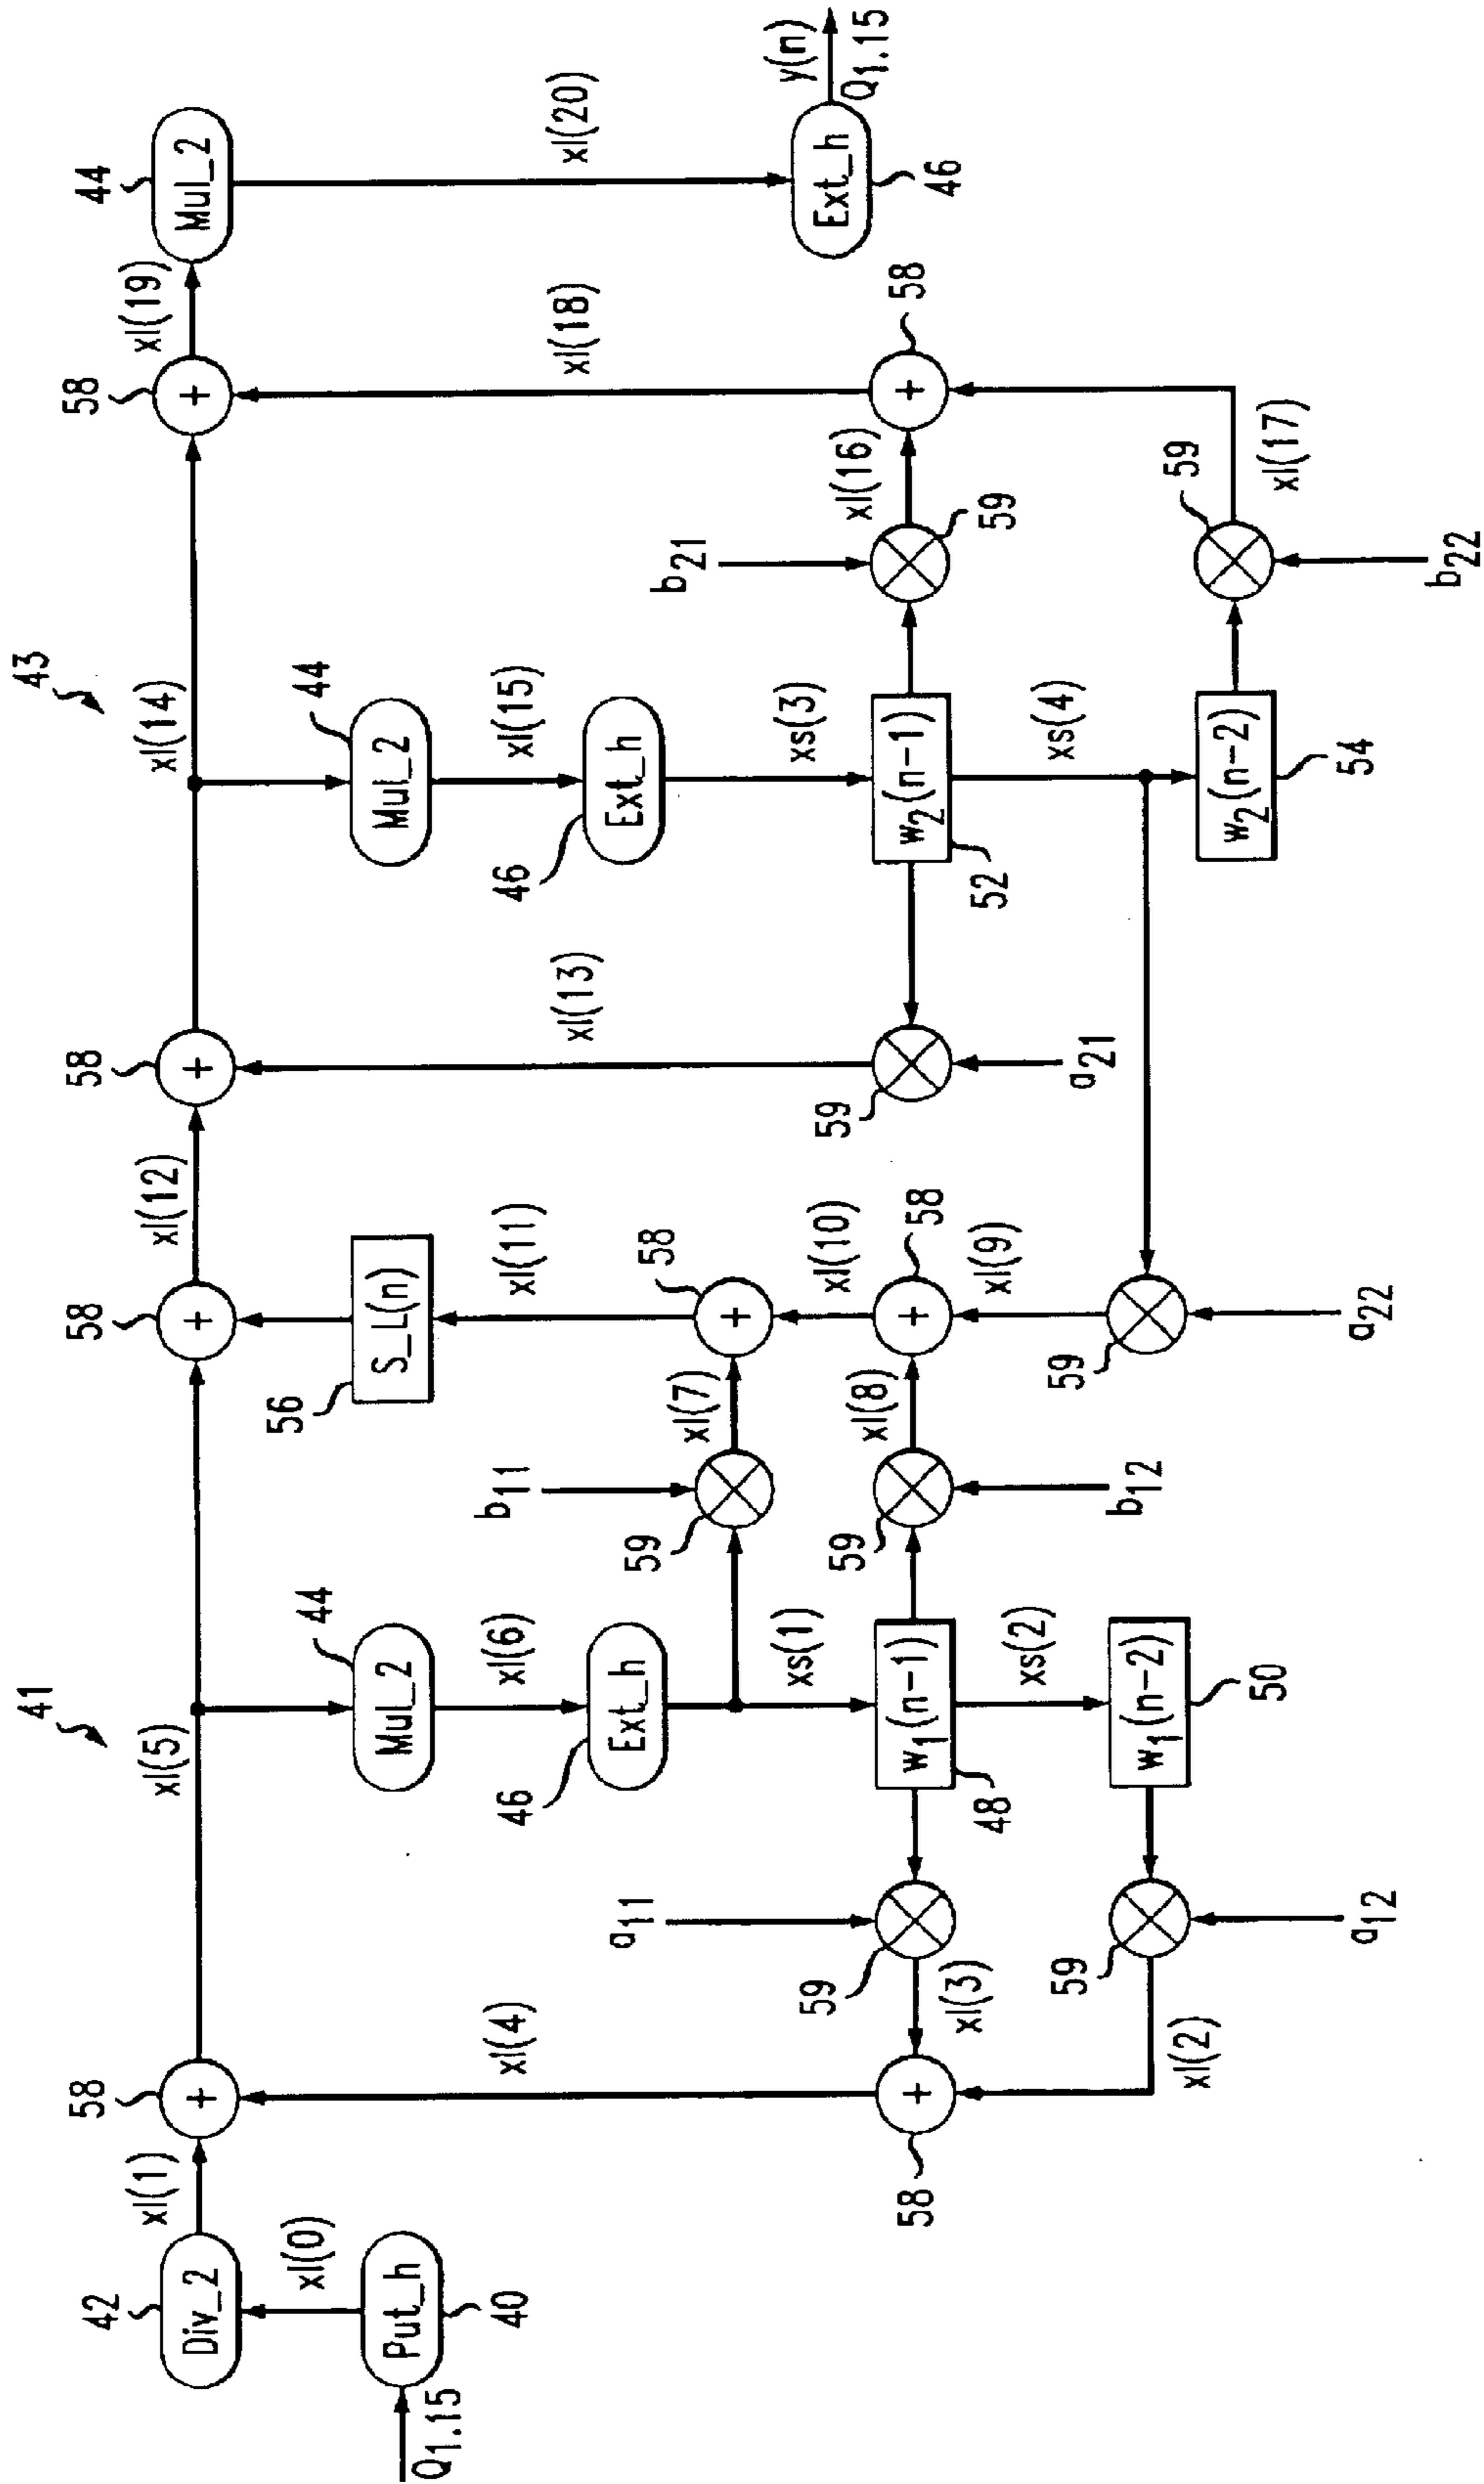 41
43
42
58
58
58
58
44
Div_2
xl(1)
+
xl(5)
+
xl(12)
+
xl(14)
+
xl(19)
Mul_2
xl(0)
44
56
44
Put_h
40
Mul_2
S_L(n)
Mul_2
Q1.15
xl(4)
xl(6)
xl(11)
xl(13)
xl(15)
xl(18)
xl(20)
46
Ext_h
b11
59
xl(7)
58
+
46
Ext_h
b21
a11
xs(1)
xs(3)
Ext_h
46
y(n)
Q1.15
58
+
59
xl(3)
w1(n-1)
48
59
xl(8)
+
58
xl(10)
59
a21
w2(n-1)
52
59
xl(16)
+
58
xs(2)
b12
xl(9)
xs(4)
xl(2)
59
a12
w1(n-2)
50
59
a22
w2(n-2)
54
59
b22
xl(17)